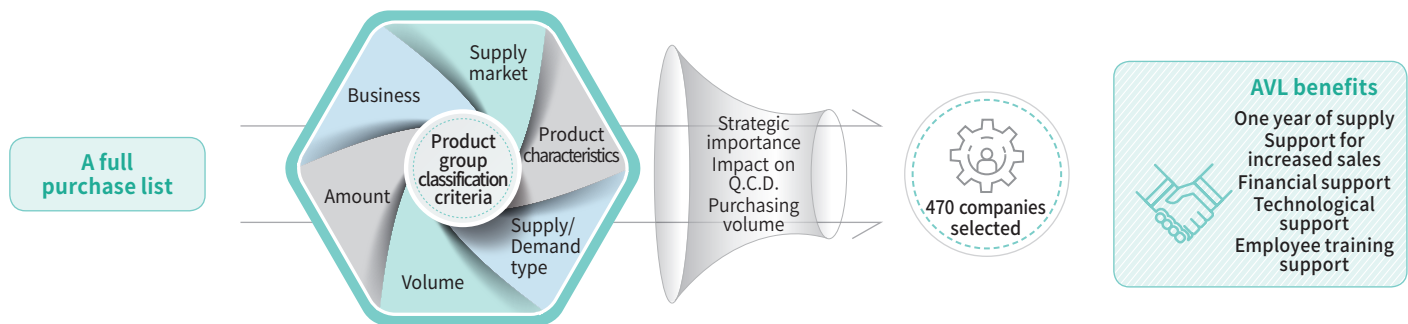 A full
purchase list
Supply
market
Business
Product
characteristics
Product
group
classification
criteria
Amount
Supply/
Demand
type
Volume
Strategic
importance
Impact on
Q.C.D.
Purchasing
volume
470 companies
selected
AVL benefits
One year of supply
Support for
increased sales
Financial support
Technological
support
Employee training
support